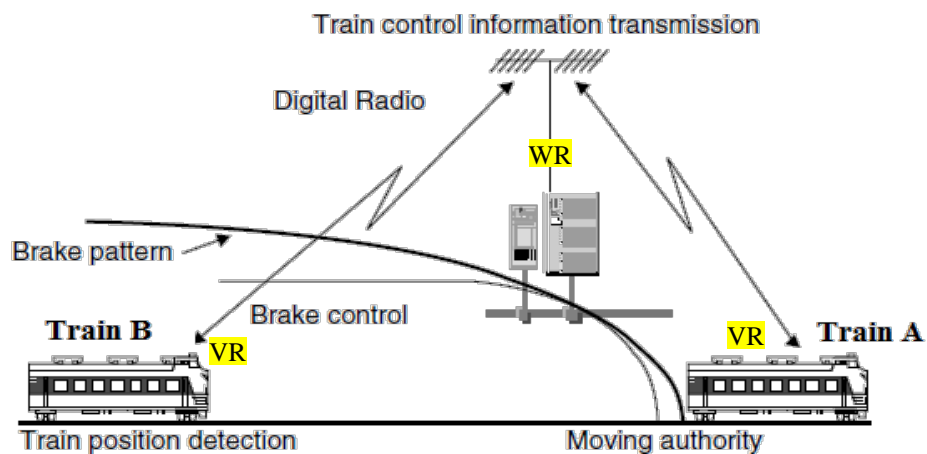 Train control information transmission
Digital Radio
WR
Brake pattern
Brake control
Train B
VR
VR
Train A
Train position detection
Moving authority